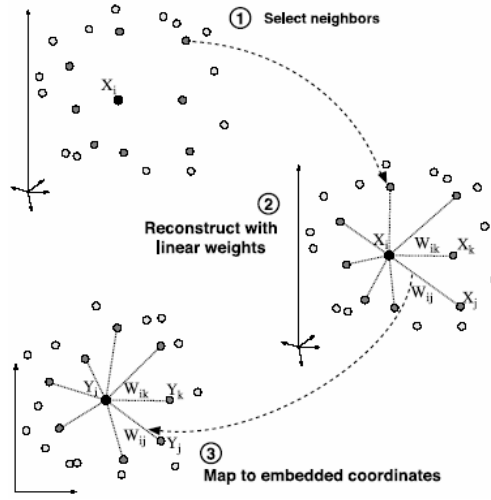 ① Select neighbors
X_i
②
Reconstruct with
linear weights
X_i
W_ik
X_k
W_ij
X_j
Y_j
W_ik
Y_k
W_ij
Y_j
③
Map to embedded coordinates